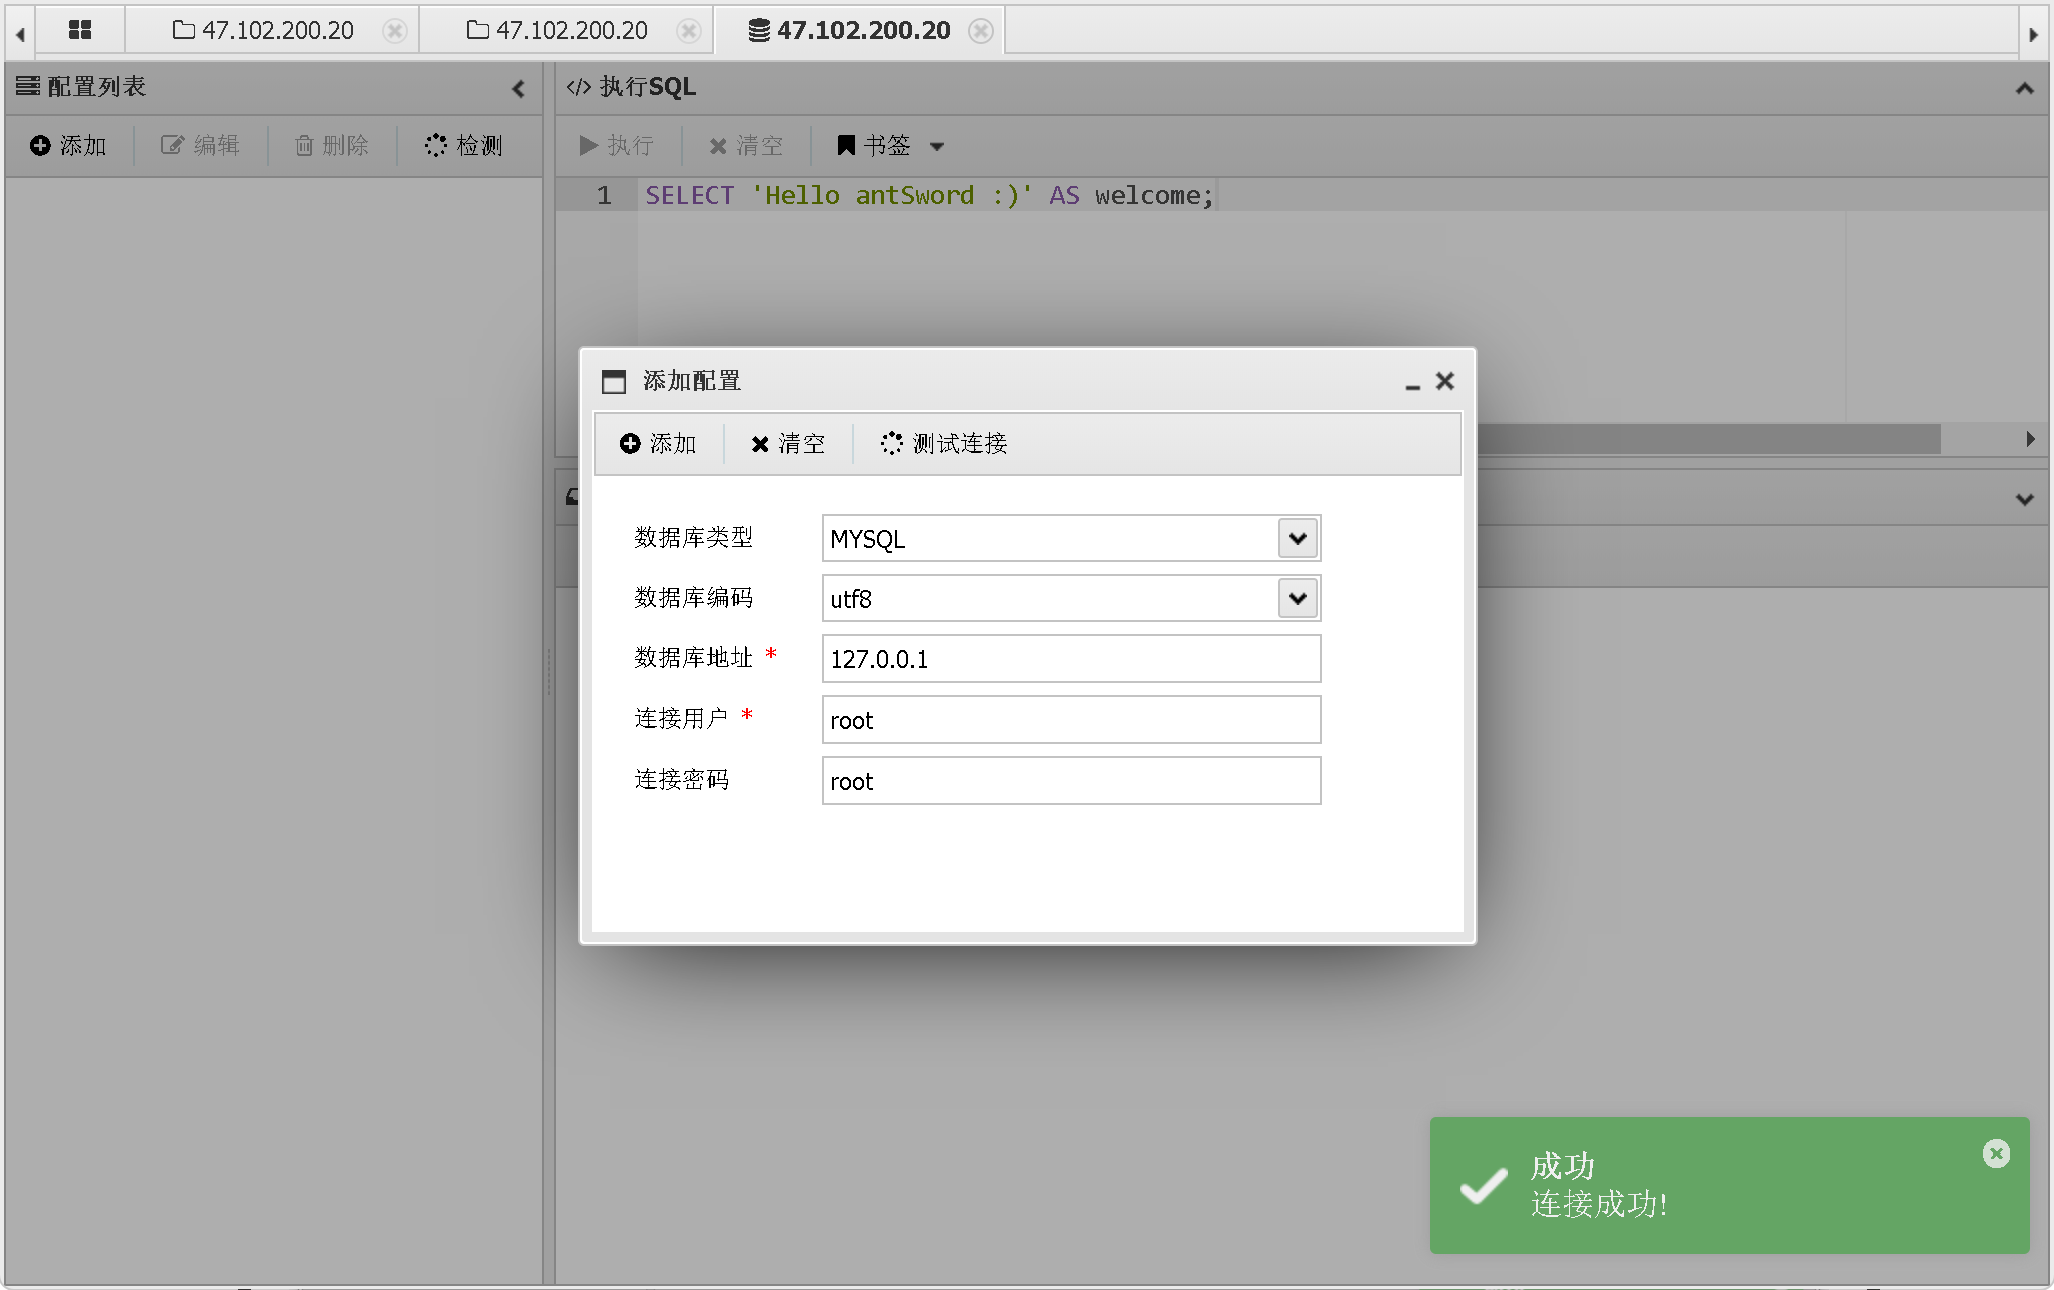 47.102.200.20
47.102.200.20
47.102.200.20
配置列表
添加
编辑
删除
检测
</> 执行SQL
执行
清空
书签
1
SELECT 'Hello antSword :)' AS welcome;
添加配置
添加
清空
测试连接
数据库类型
MYSQL
数据库编码
utf8
数据库地址 *
127.0.0.1
连接用户 *
root
连接密码
root
成功
连接成功!